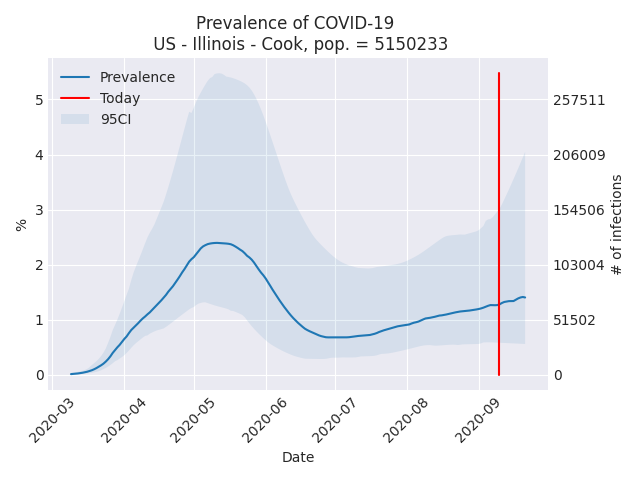 Prevalence of COVID-19
US - Illinois - Cook, pop. = 5150233
Prevalence
Today
95CI
5
4
3
2
1
0
%
257511
206009
154506
103004
51502
0
# of infections
2020-03
2020-04
2020-05
2020-06
2020-07
2020-08
2020-09
Date